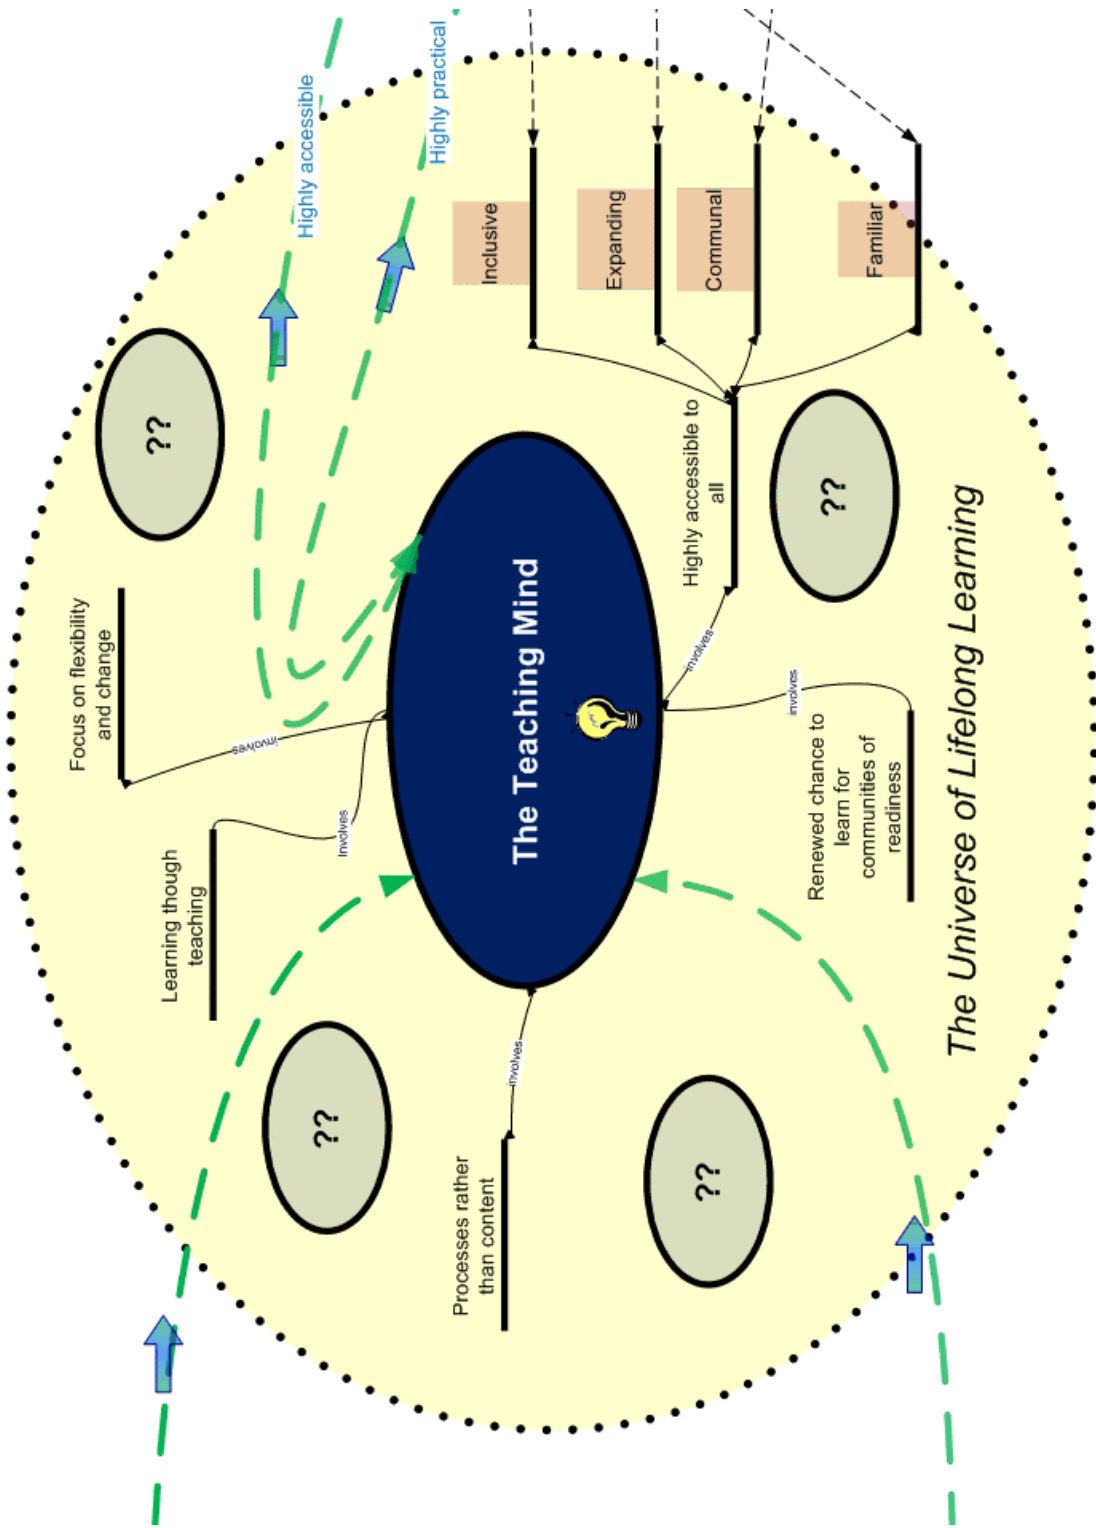 Focus on flexibility
and change
??
Learning though
teaching
involves
Highly accessible
??
Involves
Highly practical
Processes rather
than content
involves
The Teaching Mind
Inclusive
Expanding
Communal
Familiar
Highly accessible to
all
involves
??
??
involves
Renewed chance to
learn for
communities of
readiness
The Universe of Lifelong Learning